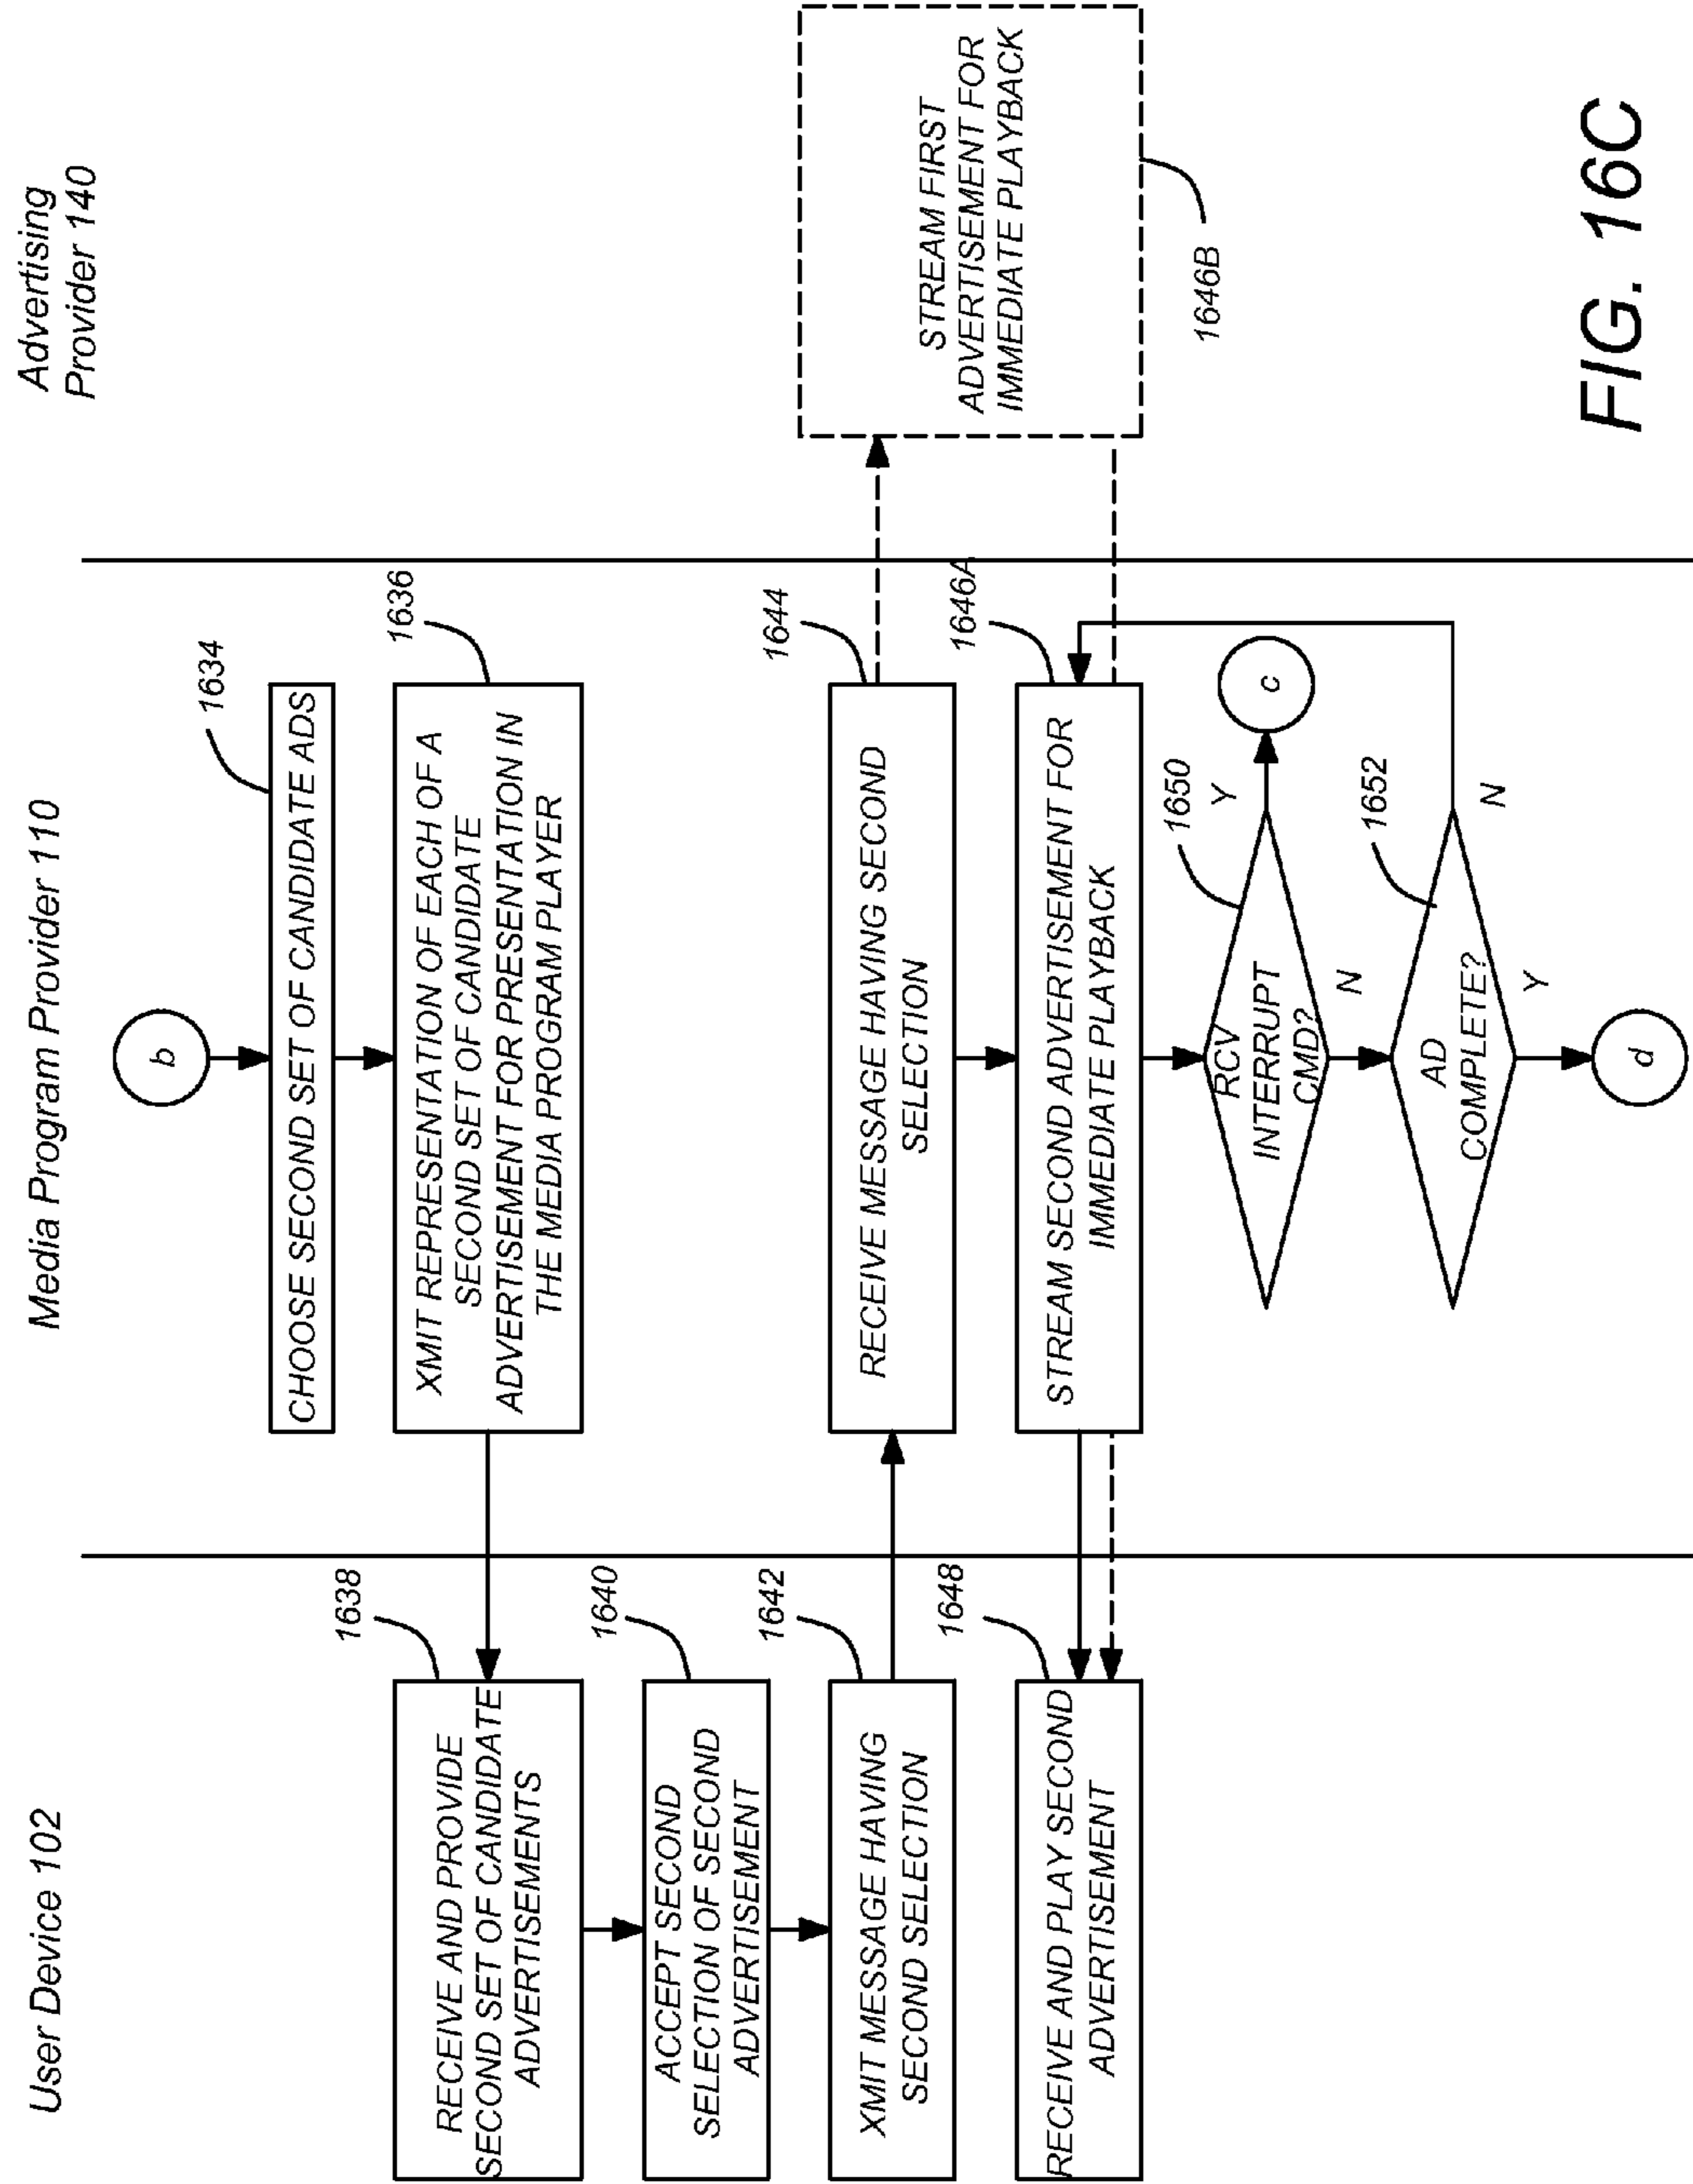 User Device 102
Media Program Provider 110
Advertising
Provider 140
b
CHOOSE SECOND SET OF CANDIDATE ADS
1634
XMIT REPRESENTATION OF EACH OF A
SECOND SET OF CANDIDATE
ADVERTISEMENT FOR PRESENTATION IN
THE MEDIA PROGRAM PLAYER
1636
RECEIVE AND PROVIDE
SECOND SET OF CANDIDATE
ADVERTISEMENTS
1638
ACCEPT SECOND
SELECTION OF SECOND
ADVERTISEMENT
1640
XMIT MESSAGE HAVING
SECOND SELECTION
1642
RECEIVE MESSAGE HAVING SECOND
SELECTION
1644
STREAM FIRST
ADVERTISEMENT FOR
IMMEDIATE PLAYBACK
1646B
STREAM SECOND ADVERTISEMENT FOR
IMMEDIATE PLAYBACK
1646A
RECEIVE AND PLAY SECOND
ADVERTISEMENT
1648
RCV
INTERRUPT
CMD?
1650
Y
c
N
AD
COMPLETE?
1652
N
Y
d
FIG. 16C